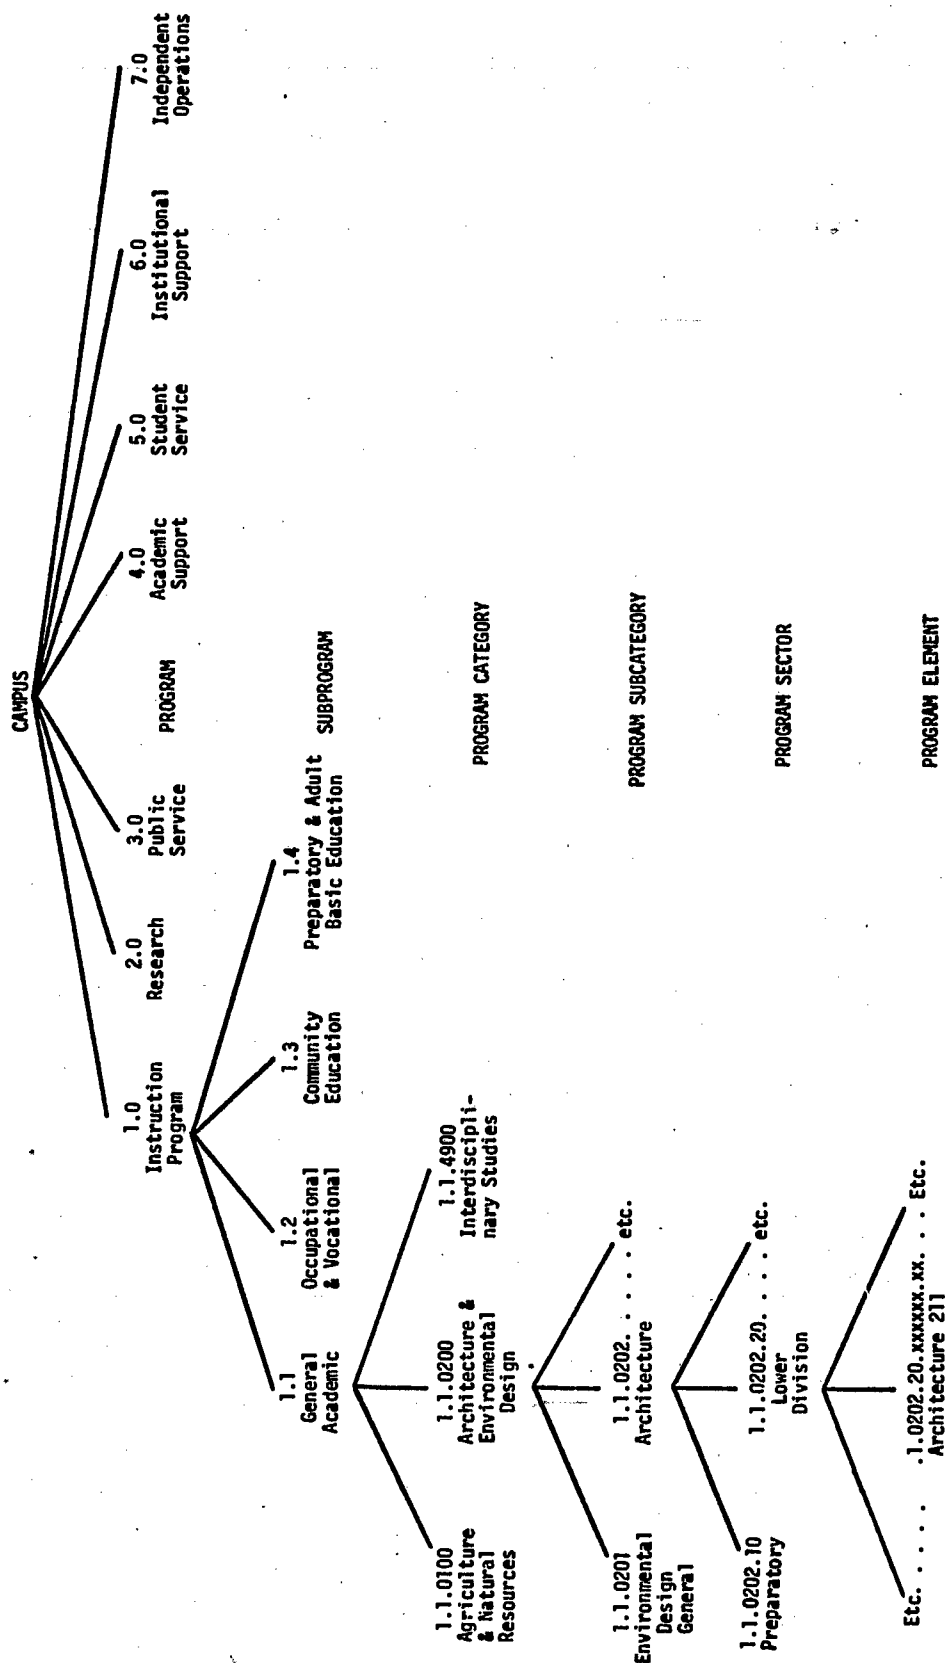 CAMPUS
PROGRAM
1.0
Instruction
Program
2.0
Research
3.0
Public
Service
4.0
Academic
Support
5.0
Student
Service
6.0
Institutional
Support
7.0
Independent
Operations
SUBPROGRAM
1.1
General
Academic
1.2
Occupational
& Vocational
1.3
Community
Education
1.4
Preparatory & Adult
Basic Education
PROGRAM CATEGORY
1.1.0100
Agriculture
& Natural
Resources
1.1.0200
Architecture &
Environmental
Design
1.1.4900
Interdiscipli-
nary Studies
PROGRAM SUBCATEGORY
1.1.0201
Environmental
Design
General
1.1.0202. . . . . . etc.
Architecture
PROGRAM SECTOR
1.1.0202.10
Preparatory
1.1.0202.20. . . . . etc.
Lower
Division
PROGRAM ELEMENT
Etc. . . . . .1.0202.20.xxxxxx.xx. . . Etc.
Architecture 211